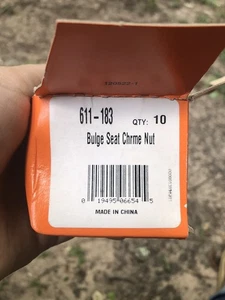 611-183 QTY: 10
Bulge Seat Chrme Nut
0 19495 06654 5
MADE IN CHINA